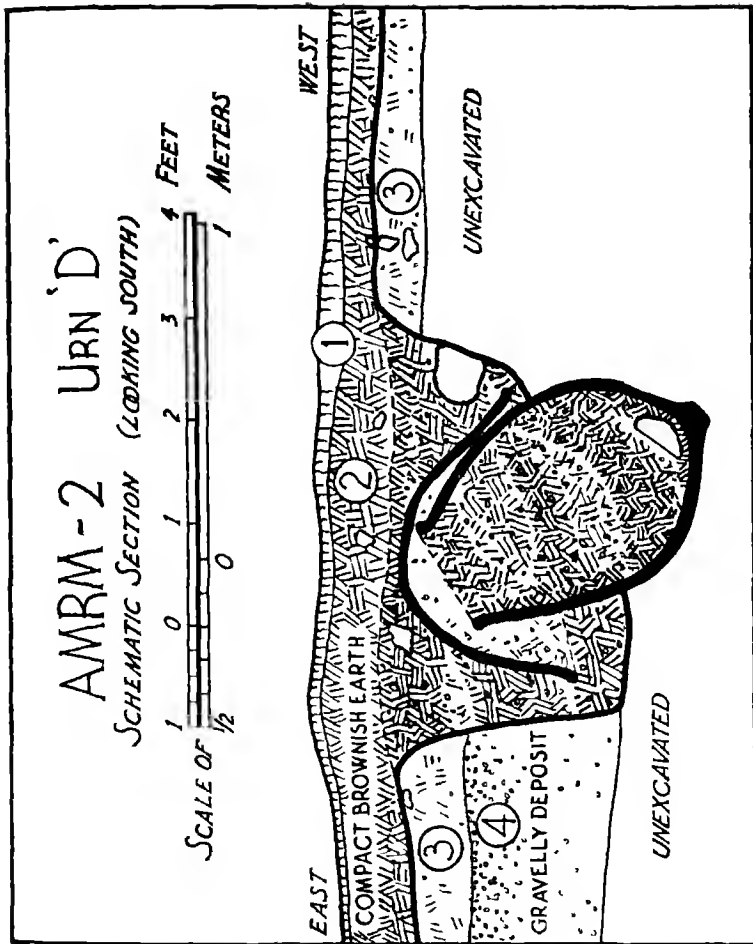 AMRM-2 URN 'D'
SCHEMATIC SECTION (LOOKING SOUTH)
1 0 1 2 3 4 FEET
SCALE OF
1/2 0 1 METERS
EAST WEST
1
2
COMPACT BROWNISH EARTH
3 3
4
GRAVELLY DEPOSIT
UNEXCAVATED UNEXCAVATED